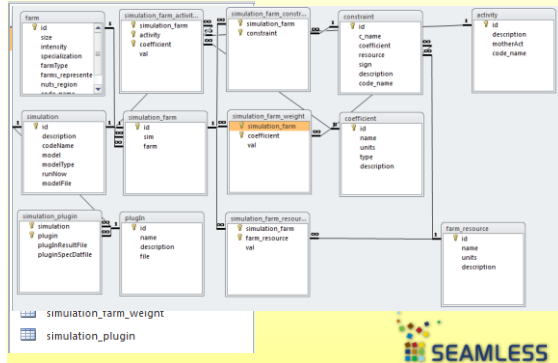 farm
id
size
intensity
specialization
farmType
farms_represente
nuts_region
code_name
simulation_farm_activit...
simulation_farm
activity
coefficient
val
simulation_farm_constr...
simulation_farm
constraint
constraint
id
c_name
coefficient
resource
sign
description
code_name
activity
id
description
motherAct
code_name
simulation
id
description
codeName
model
modelType
runNow
modelFile
simulation_farm
id
sim
farm
simulation_farm_weight
simulation_farm
coefficient
val
coefficient
id
name
units
type
description
simulation_plugin
simulation
plugin
plugInResultFile
pluginSpecDatfile
plugIn
id
name
description
file
simulation_farm_resour...
simulation_farm
farm_resource
val
farm_resource
id
name
units
description
simulation_farm_weight
simulation_plugin
SEAMLESS